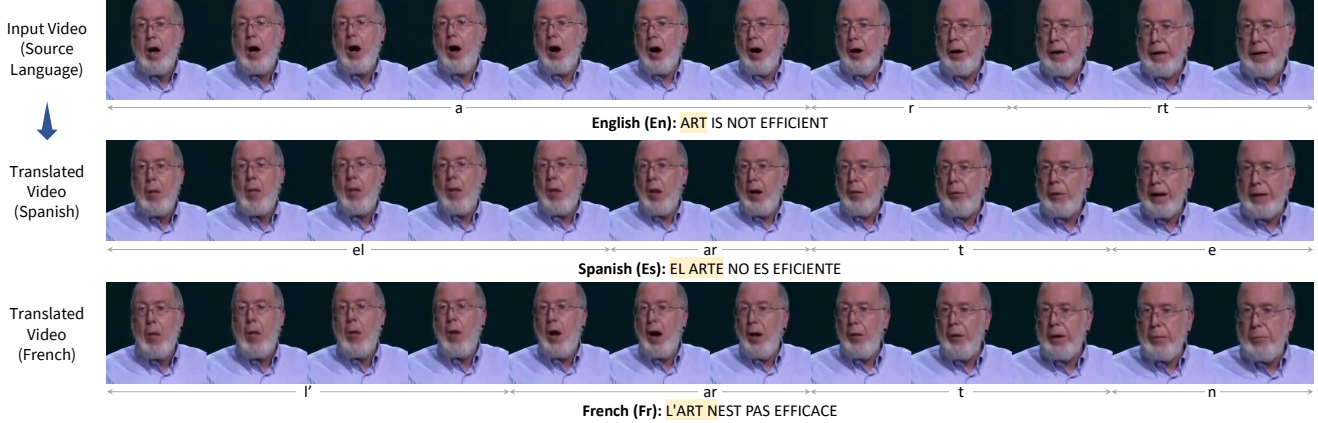 Input Video
(Source
Language)
a
r
rt
English (En): ART IS NOT EFFICIENT
Translated
Video
(Spanish)
el
ar
t
e
Spanish (Es): EL ARTE NO ES EFICIENTE
Translated
Video
(French)
l’
ar
t
n
French (Fr): L'ART NEST PAS EFFICACE